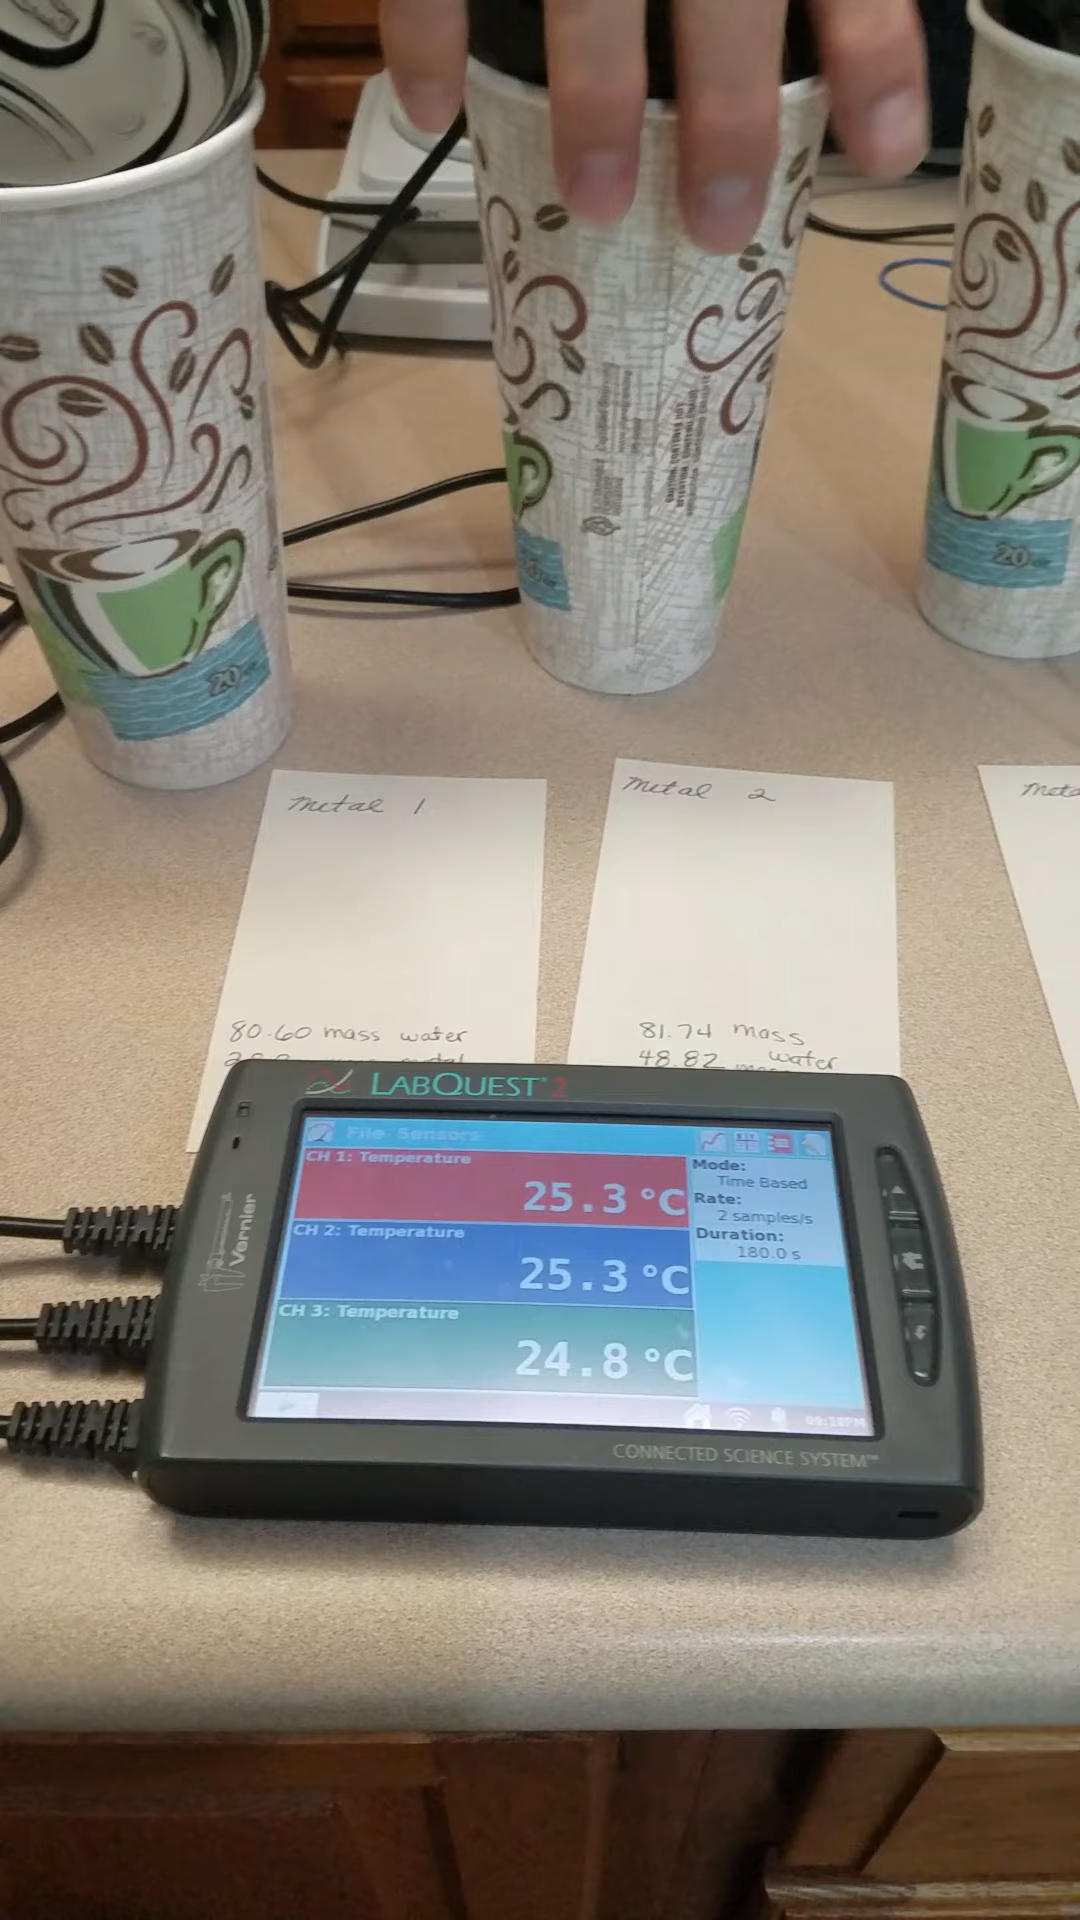 20
20
Metal 1
Metal 2
80.60 mass water
81.74 mass
water
48.82
LABQUEST 2
Vernier
File Sensors
CH 1: Temperature
25.3 °C
CH 2: Temperature
25.3 °C
CH 3: Temperature
24.8 °C
Mode:
Time Based
Rate:
2 samples/s
Duration:
180.0 s
CONNECTED SCIENCE SYSTEM™